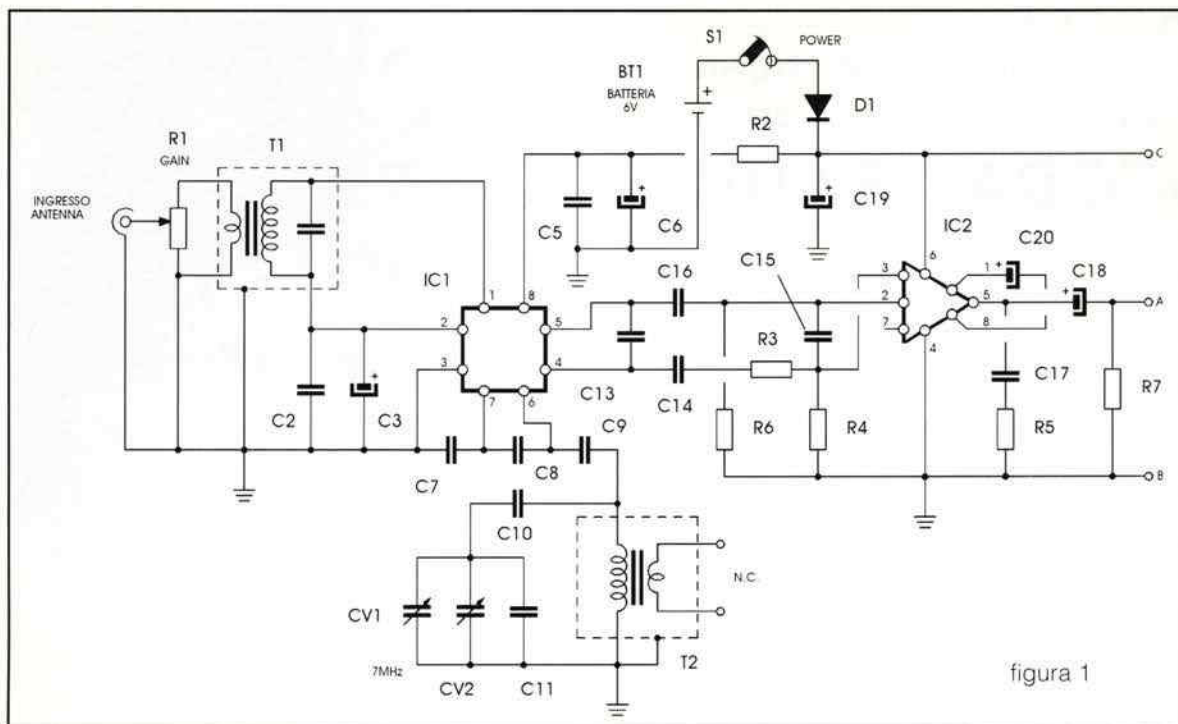 S1
POWER
BT1
BATTERIA
6V
+
D1
R1
GAIN
T1
R2
C
INGRESSO
ANTENNA
C5
+
C6
+
C19
IC2
C20
C16
C15
6
+
C18
+
IC1
1
8
3
1
2
5
2
5
A
7
8
R3
4
3
4
C13
C14
C17
R7
C2
+
C3
7
6
C9
R6
R4
R5
C7
C8
B
C10
N.C.
CV1
7MHz
CV2
C11
T2
figura 1